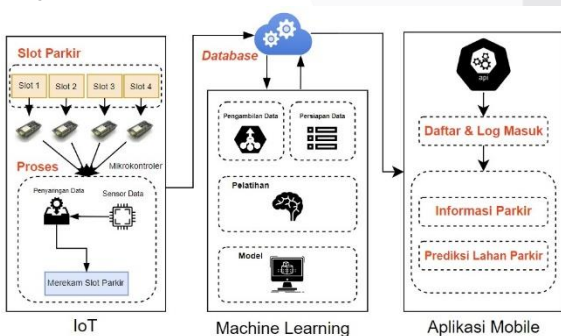 Slot Parkir
Slot 1
Slot 2
Slot 3
Slot 4
Mikrokontroler
Proses
Penyaringan Data
Sensor Data
Merekam Slot Parkir
IoT
Database
Pengambilan Data
Persiapan Data
Pelatihan
Model
Machine Learning
api
Daftar & Log Masuk
Informasi Parkir
Prediksi Lahan Parkir
Aplikasi Mobile